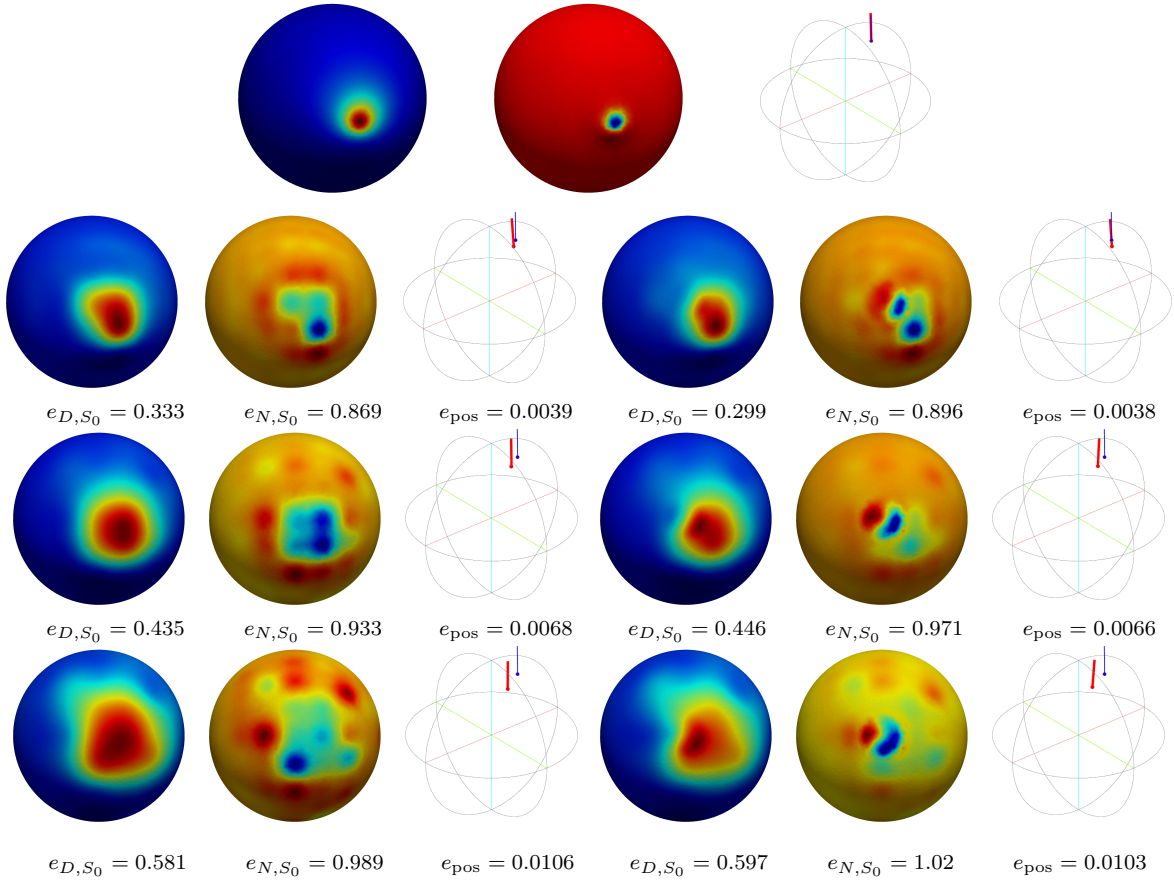 e_{D,S_0} = 0.333 e_{N,S_0} = 0.869 e_{pos} = 0.0039 e_{D,S_0} = 0.299 e_{N,S_0} = 0.896 e_{pos} = 0.0038
e_{D,S_0} = 0.435 e_{N,S_0} = 0.933 e_{pos} = 0.0068 e_{D,S_0} = 0.446 e_{N,S_0} = 0.971 e_{pos} = 0.0066
e_{D,S_0} = 0.581 e_{N,S_0} = 0.989 e_{pos} = 0.0106 e_{D,S_0} = 0.597 e_{N,S_0} = 1.02 e_{pos} = 0.0103